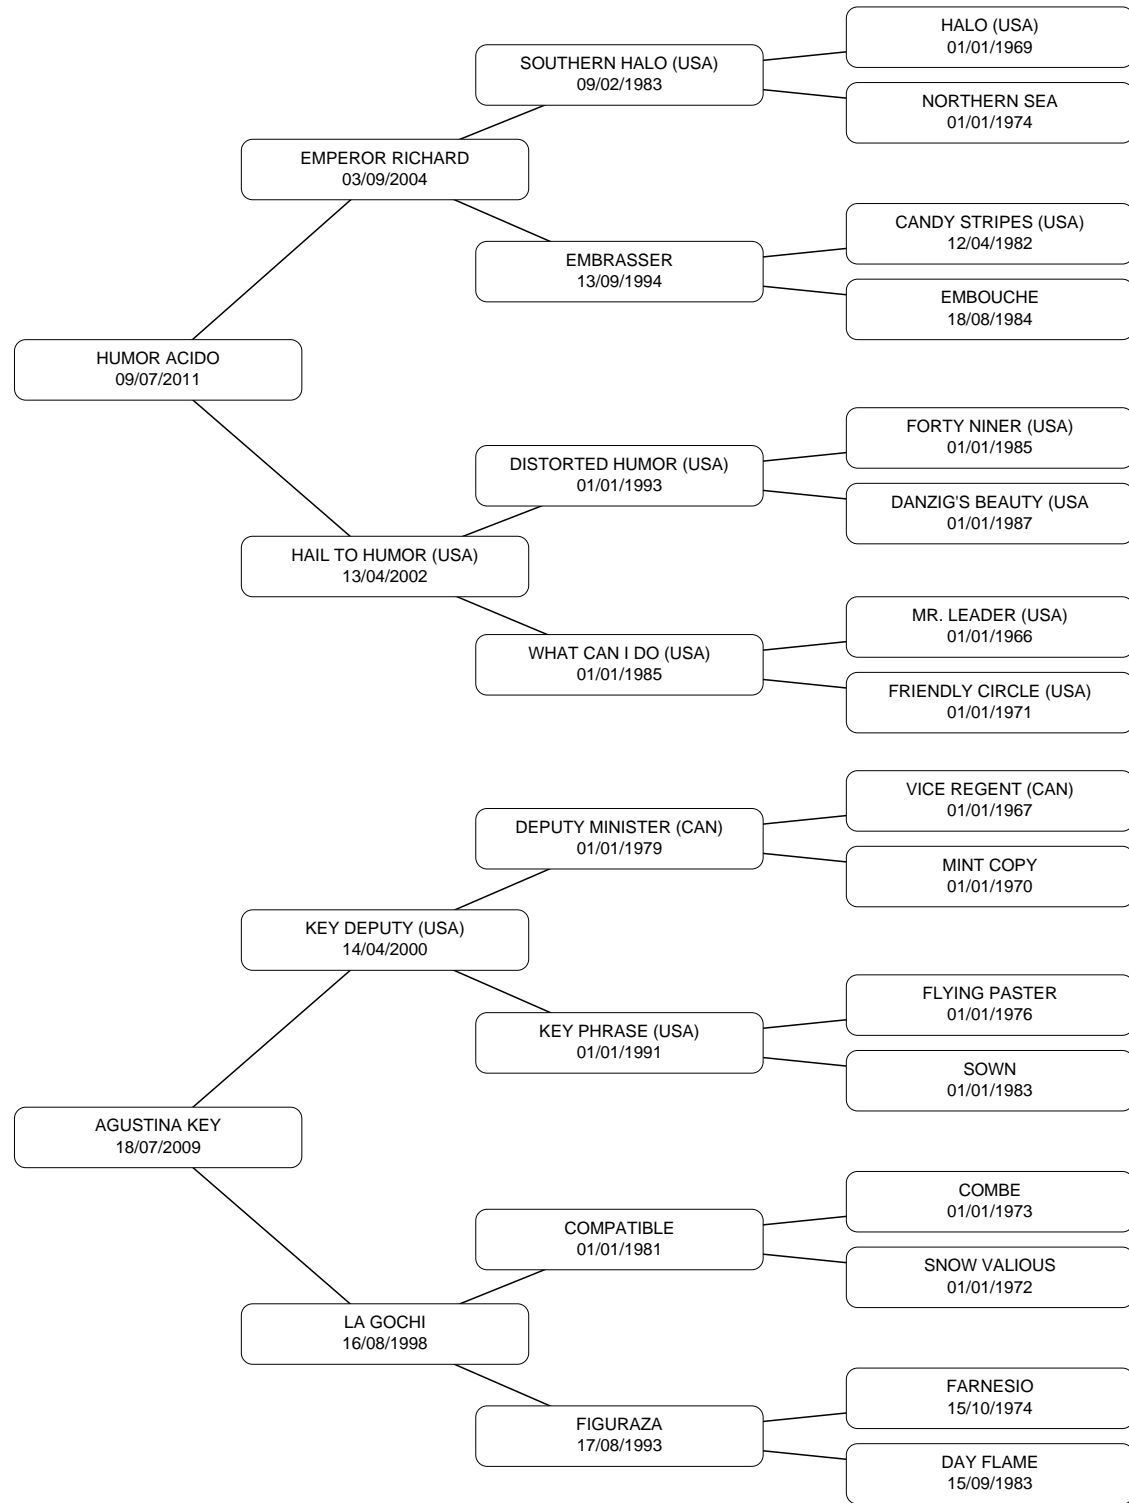 HALO (USA)
01/01/1969
SOUTHERN HALO (USA)
09/02/1983
NORTHERN SEA
01/01/1974
EMPEROR RICHARD
03/09/2004
CANDY STRIPES (USA)
12/04/1982
EMBRASSER
13/09/1994
EMBOUCHE
18/08/1984
HUMOR ACIDO
09/07/2011
FORTY NINER (USA)
01/01/1985
DISTORTED HUMOR (USA)
01/01/1993
DANZIG'S BEAUTY (USA
01/01/1987
HAIL TO HUMOR (USA)
13/04/2002
MR. LEADER (USA)
01/01/1966
WHAT CAN I DO (USA)
01/01/1985
FRIENDLY CIRCLE (USA)
01/01/1971
VICE REGENT (CAN)
01/01/1967
DEPUTY MINISTER (CAN)
01/01/1979
MINT COPY
01/01/1970
KEY DEPUTY (USA)
14/04/2000
FLYING PASTER
01/01/1976
KEY PHRASE (USA)
01/01/1991
SOWN
01/01/1983
AGUSTINA KEY
18/07/2009
COMBE
01/01/1973
COMPATIBLE
01/01/1981
SNOW VALIOUS
01/01/1972
LA GOCHI
16/08/1998
FARNESIO
15/10/1974
FIGURAZA
17/08/1993
DAY FLAME
15/09/1983